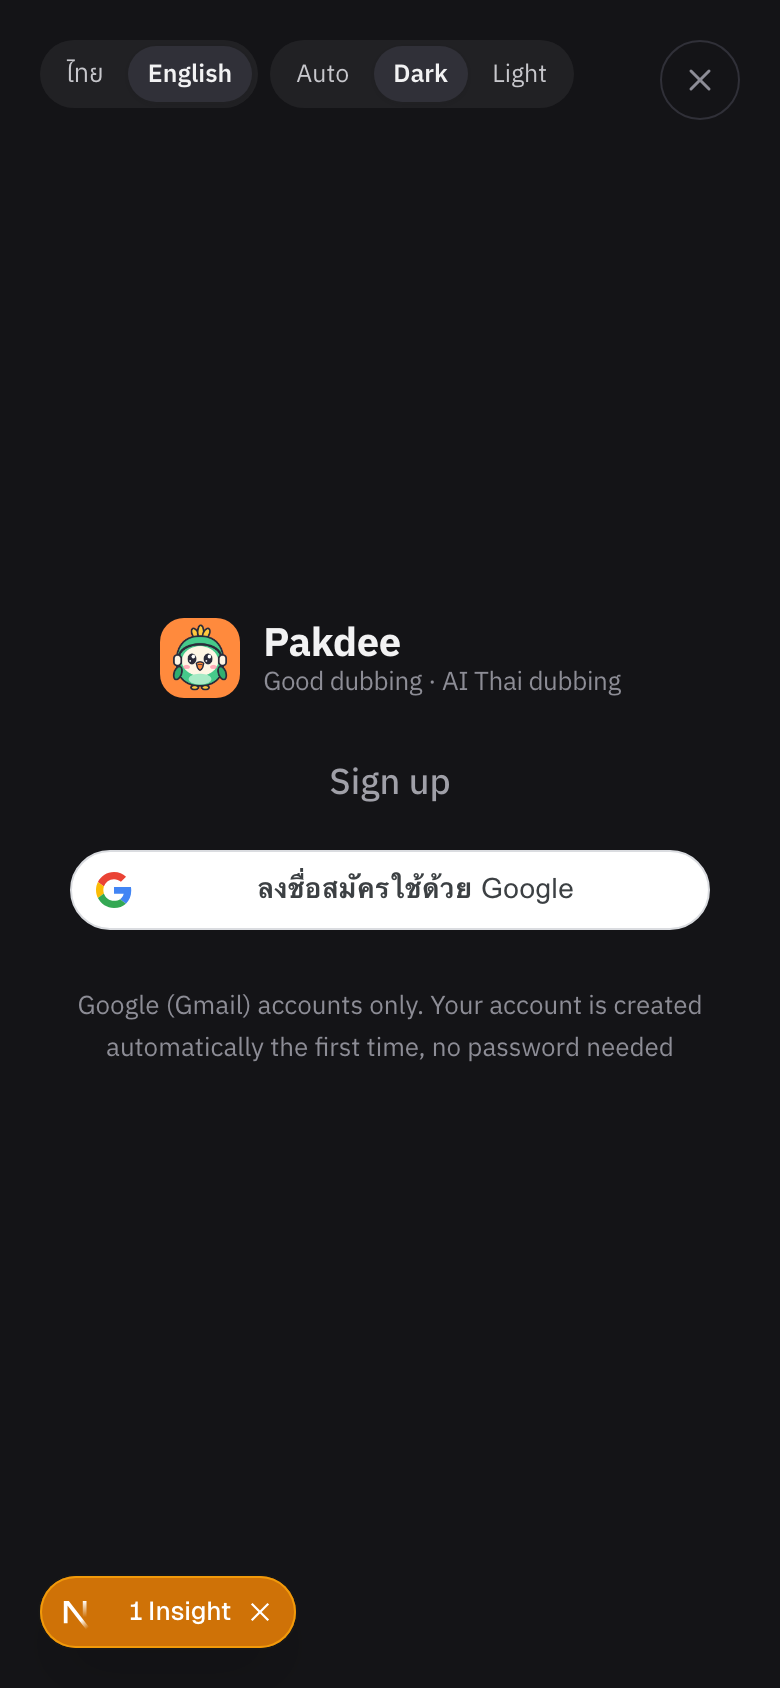 ไทย English Auto Dark Light
Pakdee
Good dubbing · AI Thai dubbing
Sign up
ลงชื่อสมัครใช้ด้วย Google
Google (Gmail) accounts only. Your account is created
automatically the first time, no password needed
N 1 Insight